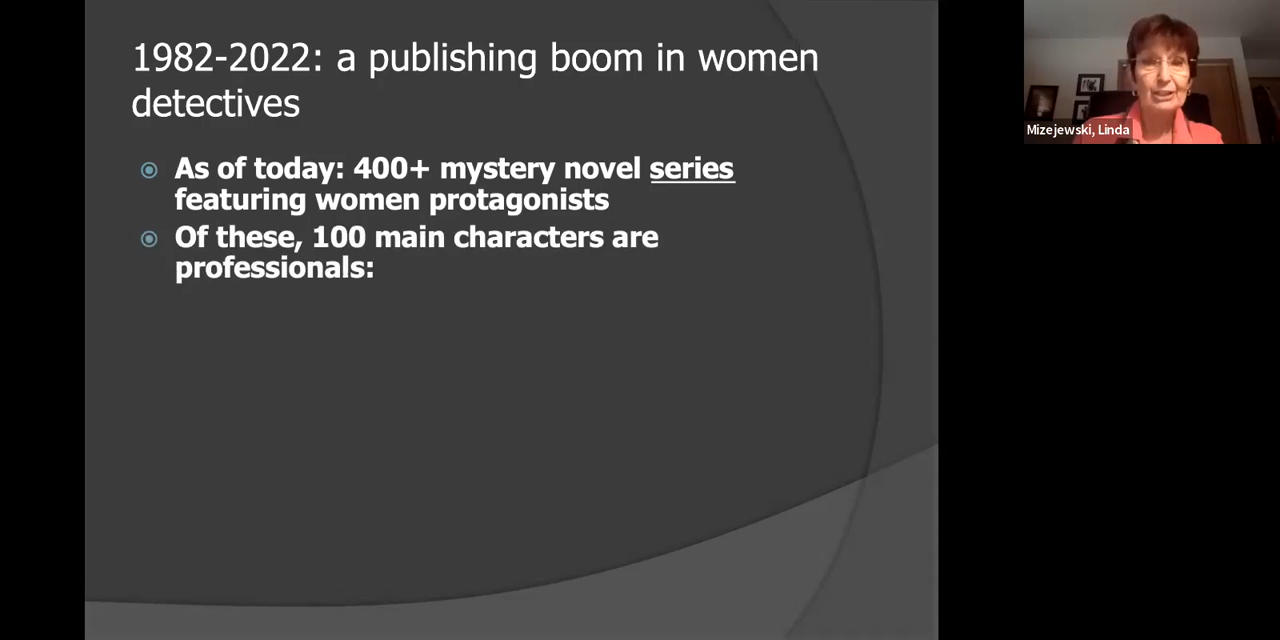 1982-2022: a publishing boom in women
detectives
As of today: 400+ mystery novel series
featuring women protagonists
Of these, 100 main characters are
professionals:
Mizejewski, Linda